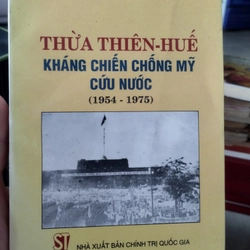 THỪA THIÊN-HUẾ
KHÁNG CHIẾN CHỐNG MỸ
CỨU NƯỚC
(1954 - 1975)
ST
NHÀ XUẤT BẢN CHÍNH TRỊ QUỐC GIA